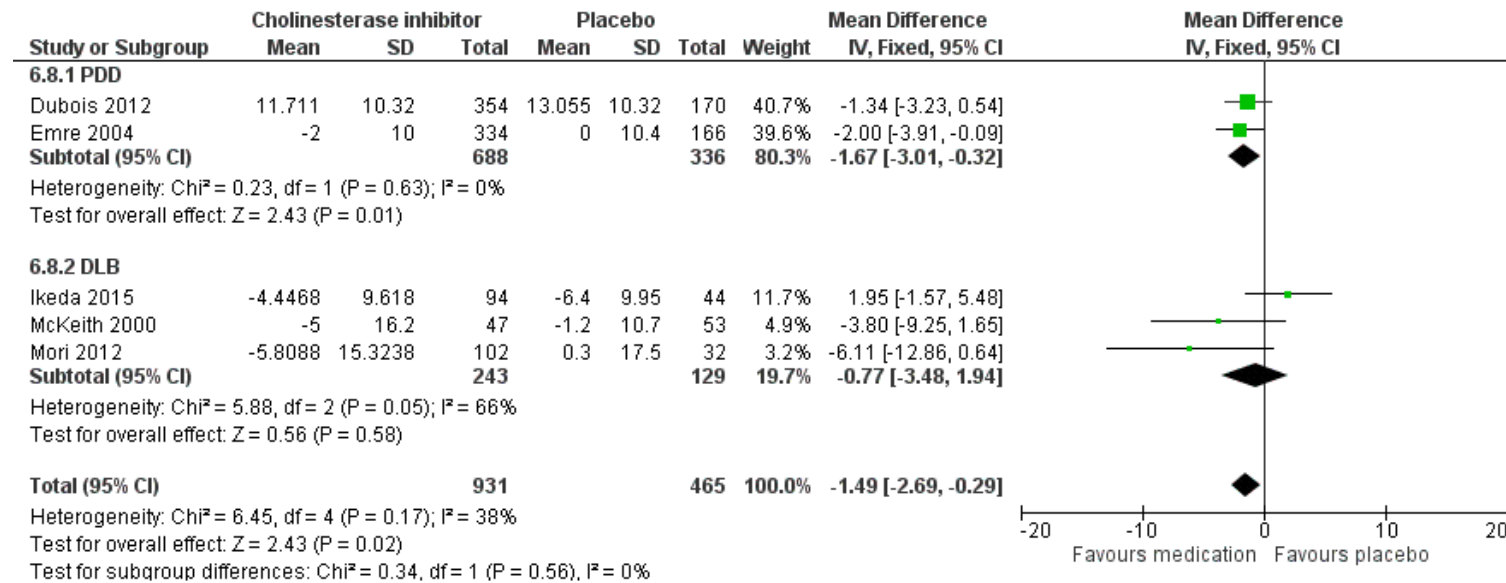 Cholinesterase inhibitor Placebo Mean Difference Mean Difference
Study or Subgroup Mean SD Total Mean SD Total Weight IV, Fixed, 95% CI IV, Fixed, 95% CI
6.8.1 PDD
Dubois 2012 11.711 10.32 354 13.055 10.32 170 40.7% -1.34 [-3.23, 0.54]
Emre 2004 -2 10 334 0 10.4 166 39.6% -2.00 [-3.91, -0.09]
Subtotal (95% CI) 688 336 80.3% -1.67 [-3.01, -0.32]
Heterogeneity: Chi² = 0.23, df = 1 (P = 0.63); I² = 0%
Test for overall effect: Z = 2.43 (P = 0.01)
6.8.2 DLB
Ikeda 2015 -4.4468 9.618 94 -6.4 9.95 44 11.7% 1.95 [-1.57, 5.48]
McKeith 2000 -5 16.2 47 -1.2 10.7 53 4.9% -3.80 [-9.25, 1.65]
Mori 2012 -5.8088 15.3238 102 0.3 17.5 32 3.2% -6.11 [-12.86, 0.64]
Subtotal (95% CI) 243 129 19.7% -0.77 [-3.48, 1.94]
Heterogeneity: Chi² = 5.88, df = 2 (P = 0.05); I² = 66%
Test for overall effect: Z = 0.56 (P = 0.58)
Total (95% CI) 931 465 100.0% -1.49 [-2.69, -0.29]
Heterogeneity: Chi² = 6.45, df = 4 (P = 0.17); I² = 38%
Test for overall effect: Z = 2.43 (P = 0.02)
Test for subgroup differences: Chi² = 0.34, df = 1 (P = 0.56), I² = 0%
-20 -10 0 10 20
Favours medication Favours placebo